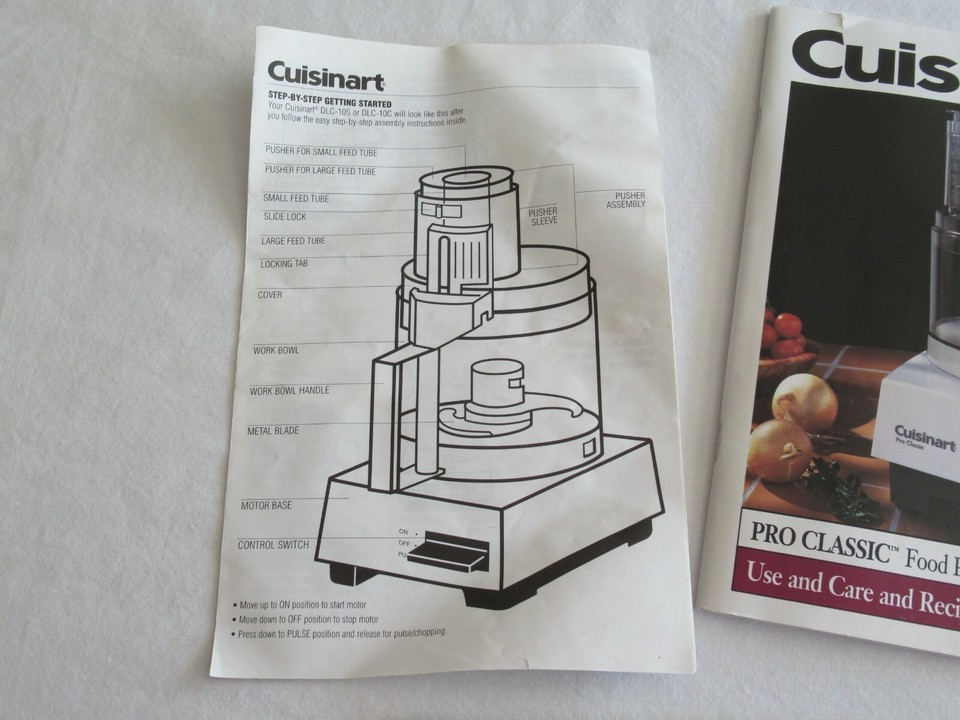 Cuisinart®
STEP-BY-STEP GETTING STARTED
Your Cuisinart® DLC-10S or DLC-10C will look like this after
you follow the easy step-by-step assembly instructions inside.
PUSHER FOR SMALL FEED TUBE
PUSHER FOR LARGE FEED TUBE
SMALL FEED TUBE
SLIDE LOCK
LARGE FEED TUBE
LOCKING TAB
COVER
WORK BOWL
WORK BOWL HANDLE
METAL BLADE
MOTOR BASE
CONTROL SWITCH
PUSHER
SLEEVE
PUSHER
ASSEMBLY
ON
OFF
PU
• Move up to ON position to start motor
• Move down to OFF position to stop motor
• Press down to PULSE position and release for pulse/chopping
Cuis
Cuisinart
Pro Classic
PRO CLASSIC™ Food P
Use and Care and Reci